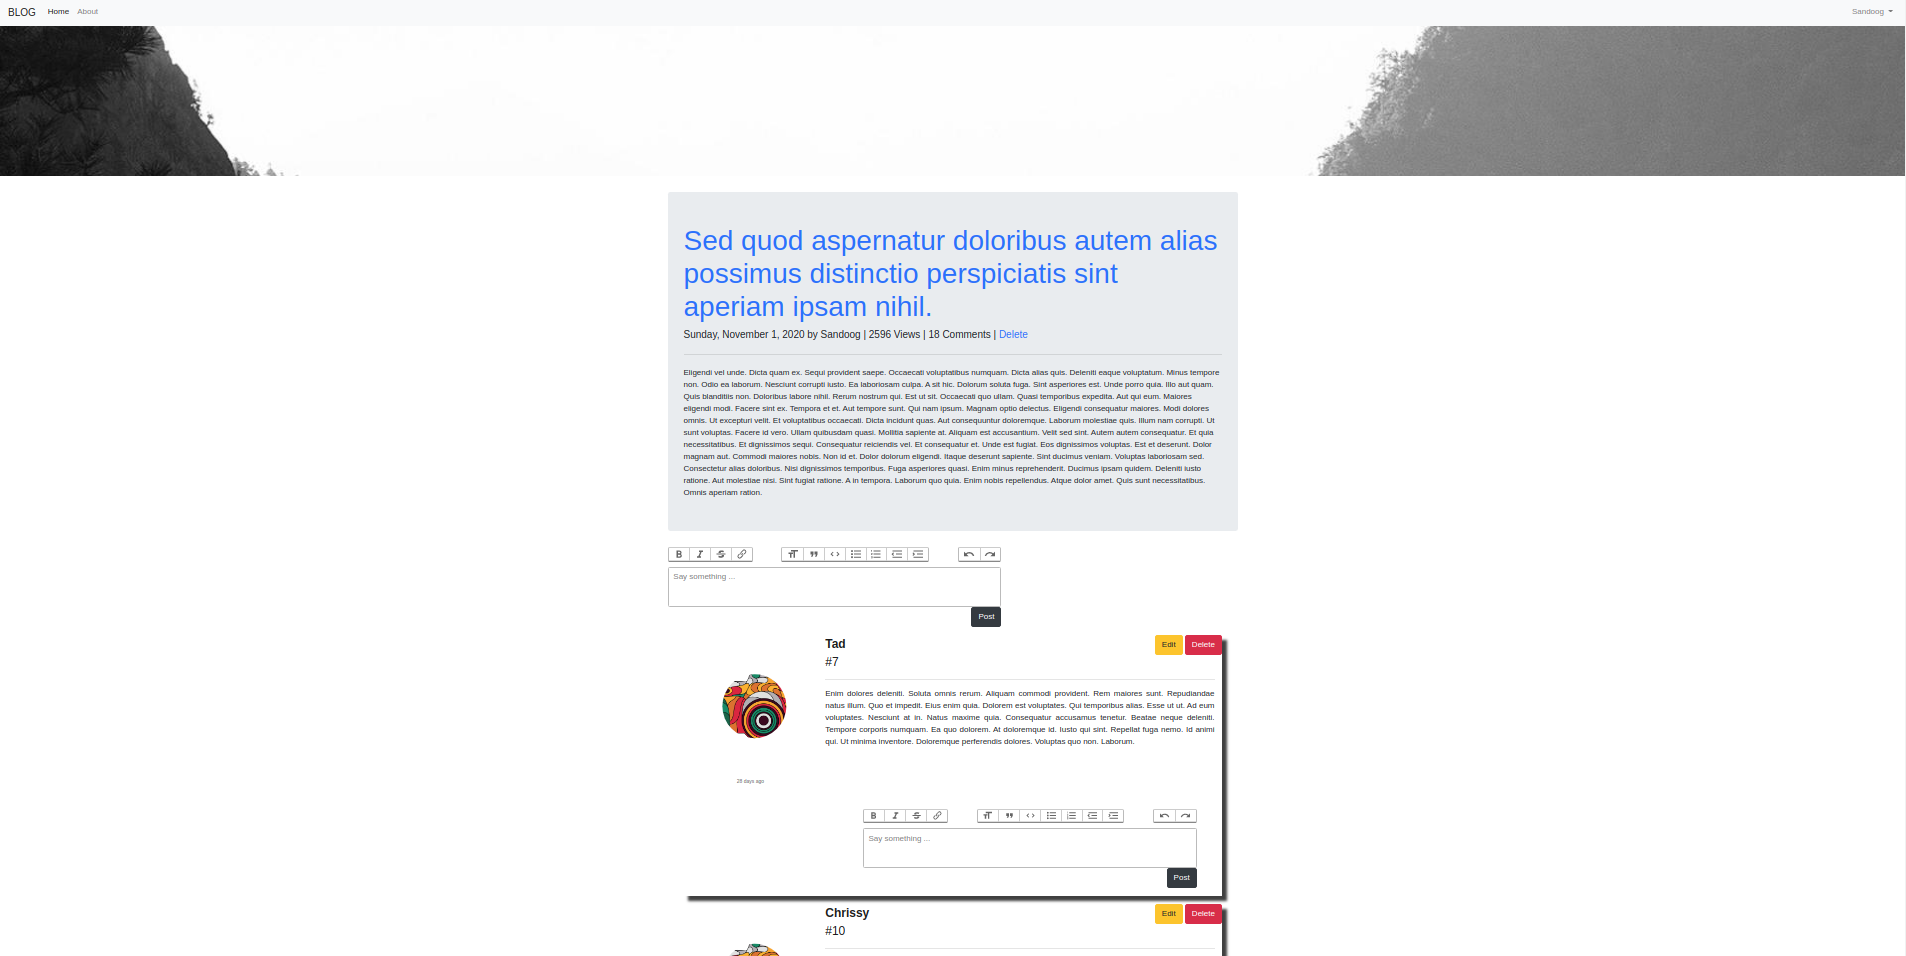 BLOG Home About Sandoog
Sed quod aspernatur doloribus autem alias
possimus distinctio perspiciatis sint
aperiam ipsam nihil.
Sunday, November 1, 2020 by Sandoog | 2596 Views | 18 Comments | Delete
Eligendi vel unde. Dicta quam ex. Sequi provident saepe. Occaecati voluptatibus numquam. Dicta alias quis. Deleniti eaque voluptatum. Minus tempore
non. Odio ea laborum. Nesciunt corrupti iusto. Ea laboriosam culpa. A sit hic. Dolorum soluta fuga. Sint asperiores est. Unde porro quia. Illo aut quam.
Quis blanditiis non. Doloribus labore nihil. Rerum nostrum qui. Est ut sit. Occaecati quo ullam. Quasi temporibus expedita. Aut qui eum. Maiores
eligendi modi. Facere sint ex. Tempora et et. Aut tempore sunt. Qui nam ipsum. Magnam optio delectus. Eligendi consequatur maiores. Modi dolores
omnis. Ut excepturi velit. Et voluptatibus occaecati. Dicta incidunt quas. Aut consequuntur doloremque. Laborum molestiae quis. Illum nam corrupti. Ut
sunt voluptas. Facere id vero. Ullam quibusdam quasi. Mollitia sapiente at. Aliquam est accusantium. Velit sed sint. Autem autem consequatur. Et quia
necessitatibus. Et dignissimos sequi. Consequatur reiciendis vel. Et consequatur et. Unde est fugiat. Eos dignissimos voluptas. Est et deserunt. Dolor
magnam aut. Commodi maiores nobis. Non id et. Dolor dolorum eligendi. Itaque deserunt sapiente. Sint ducimus veniam. Voluptas laboriosam sed.
Consectetur alias doloribus. Nisi dignissimos temporibus. Fuga asperiores quasi. Enim minus reprehenderit. Ducimus ipsam quidem. Deleniti iusto
ratione. Aut molestiae nisi. Sint fugiat ratione. A in tempora. Laborum quo quia. Enim nobis repellendus. Atque dolor amet. Quis sunt necessitatibus.
Omnis aperiam ration.
Say something ...
Post
Tad Edit Delete
#7
Enim dolores deleniti. Soluta omnis rerum. Aliquam commodi provident. Rem maiores sunt. Repudiandae
natus illum. Quo et impedit. Eius enim quia. Dolorem est voluptates. Qui temporibus alias. Esse ut ut. Ad eum
voluptates. Nesciunt at in. Natus maxime quia. Consequatur accusamus tenetur. Beatae neque deleniti.
Tempore corporis numquam. Ea quo dolorem. At doloremque id. Iusto qui sint. Repellat fuga nemo. Id animi
qui. Ut minima inventore. Doloremque perferendis dolores. Voluptas quo non. Laborum.
28 days ago
Say something ...
Post
Chrissy Edit Delete
#10